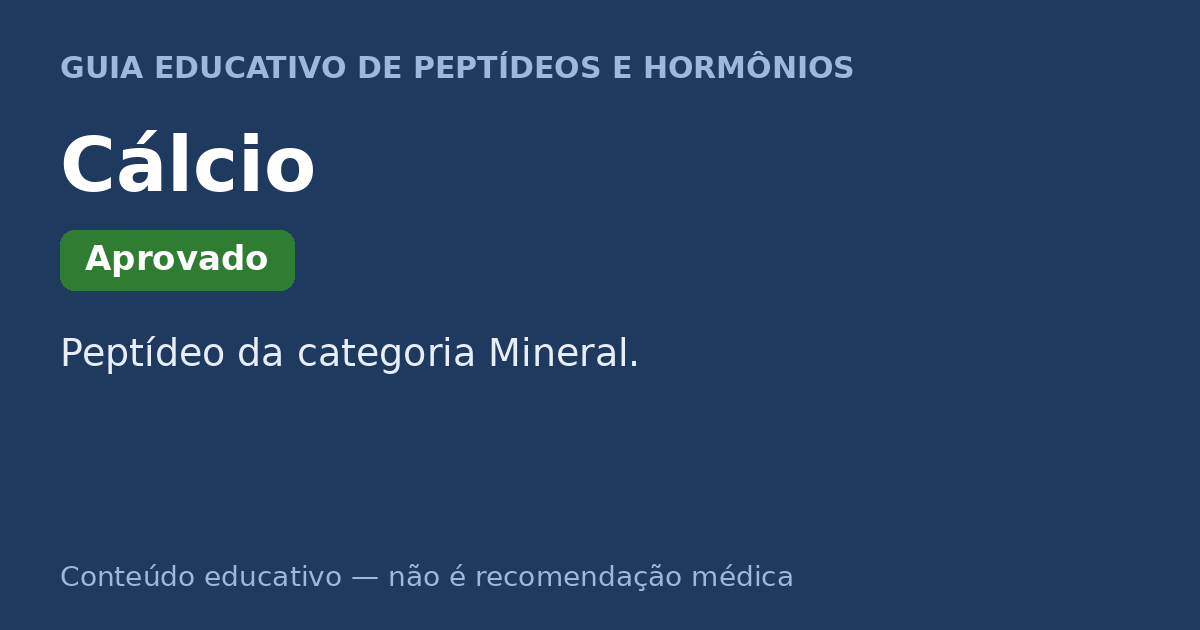 GUIA EDUCATIVO DE PEPTÍDEOS E HORMÔNIOS
Cálcio
Aprovado
Peptídeo da categoria Mineral.
Conteúdo educativo — não é recomendação médica